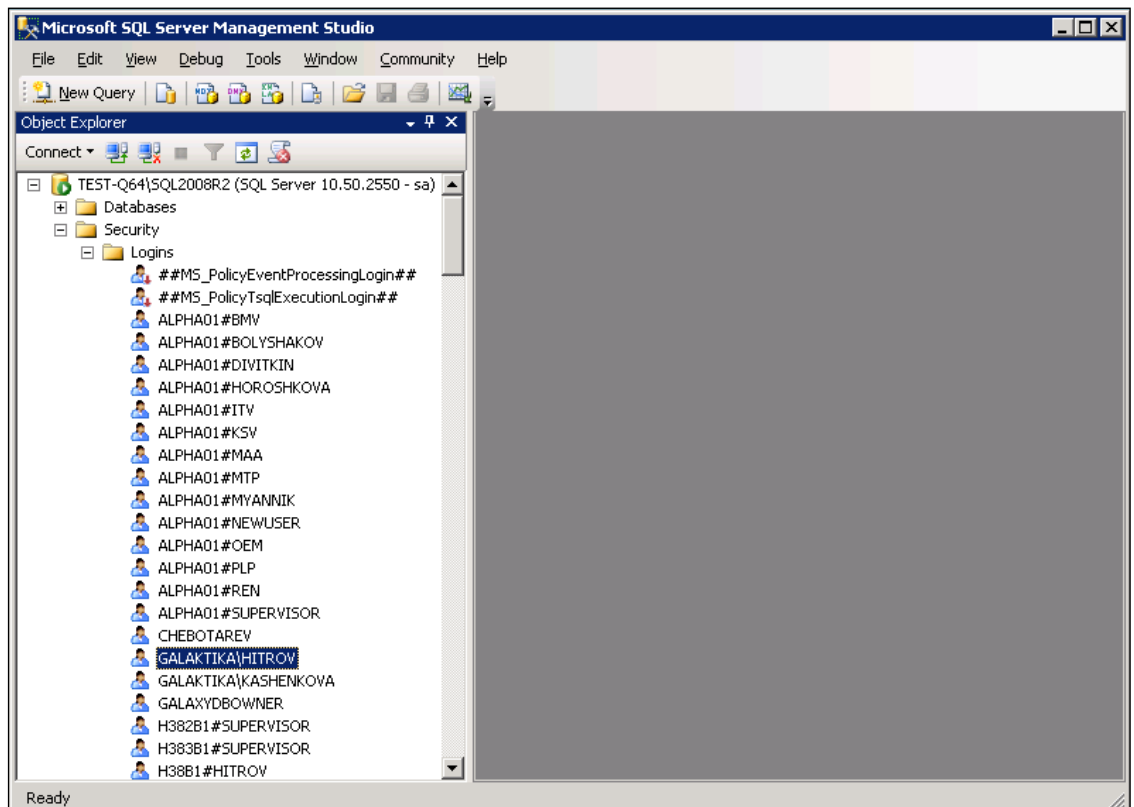 Microsoft SQL Server Management Studio
File Edit View Debug Tools Window Community Help
New Query
Object Explorer
Connect
TEST-Q64\SQL2008R2 (SQL Server 10.50.2550 - sa)
Databases
Security
Logins
##MS_PolicyEventProcessingLogin##
##MS_PolicyTsqlExecutionLogin##
ALPHA01#BMV
ALPHA01#BOLYSHAKOV
ALPHA01#DIVITKIN
ALPHA01#HOROSHKOVA
ALPHA01#ITV
ALPHA01#KSV
ALPHA01#MAA
ALPHA01#MTP
ALPHA01#MYANNIK
ALPHA01#NEWUSER
ALPHA01#OEM
ALPHA01#PLP
ALPHA01#REN
ALPHA01#SUPERVISOR
CHEBOTAREV
GALAKTIKA\HITROV
GALAKTIKA\KASHENKOVA
GALAXYDBOWNER
H382B1#SUPERVISOR
H383B1#SUPERVISOR
H38B1#HITROV
Ready